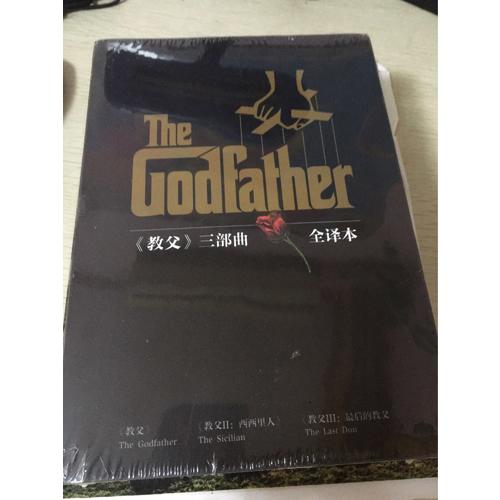 The
Godfather
《教父》三部曲 全译本
《教父》 《教父II：西西里人》 《教父III：最后的教父》
The Godfather The Sicilian The Last Don